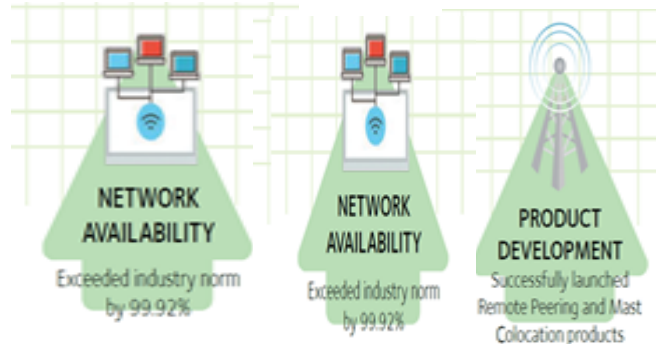 NETWORK
AVAILABILITY
Exceeded industry norm
by 99.92%
NETWORK
AVAILABILITY
Exceeded industry norm
by 99.92%
PRODUCT
DEVELOPMENT
Successfully launched
Remote Peering and Mast
Colocation products